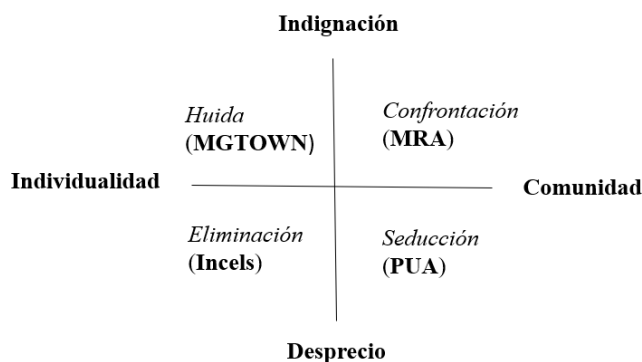 Indignación
Huida
(MGTOWN)
Confrontación
(MRA)
Individualidad
Comunidad
Eliminación
(Incels)
Seducción
(PUA)
Desprecio